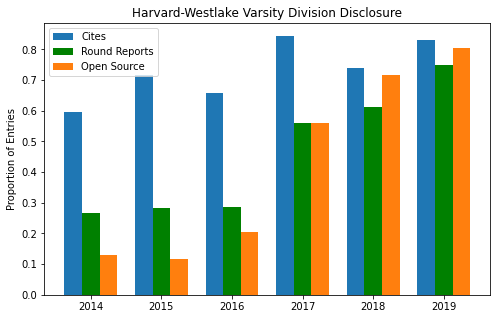 Harvard-Westlake Varsity Division Disclosure
Cites
Round Reports
Open Source
Proportion of Entries
0.8
0.7
0.6
0.5
0.4
0.3
0.2
0.1
0.0
2014 2015 2016 2017 2018 2019